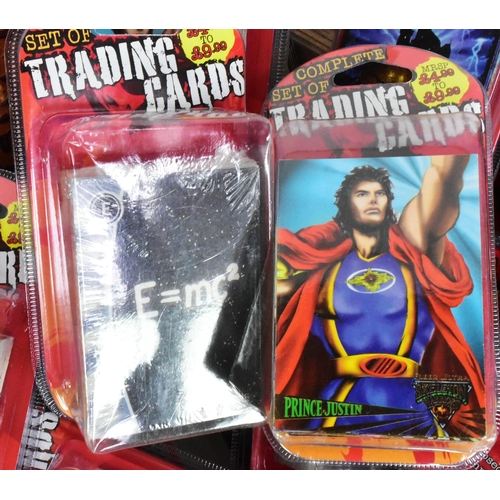 SET OF
TRADING
CARDS
TO
£9.99
E=mc²
COMPLETE
SET OF
TRADING
CARDS
MRSP
£4.99
TO
£9.99
PRINCE JUSTIN
RDS